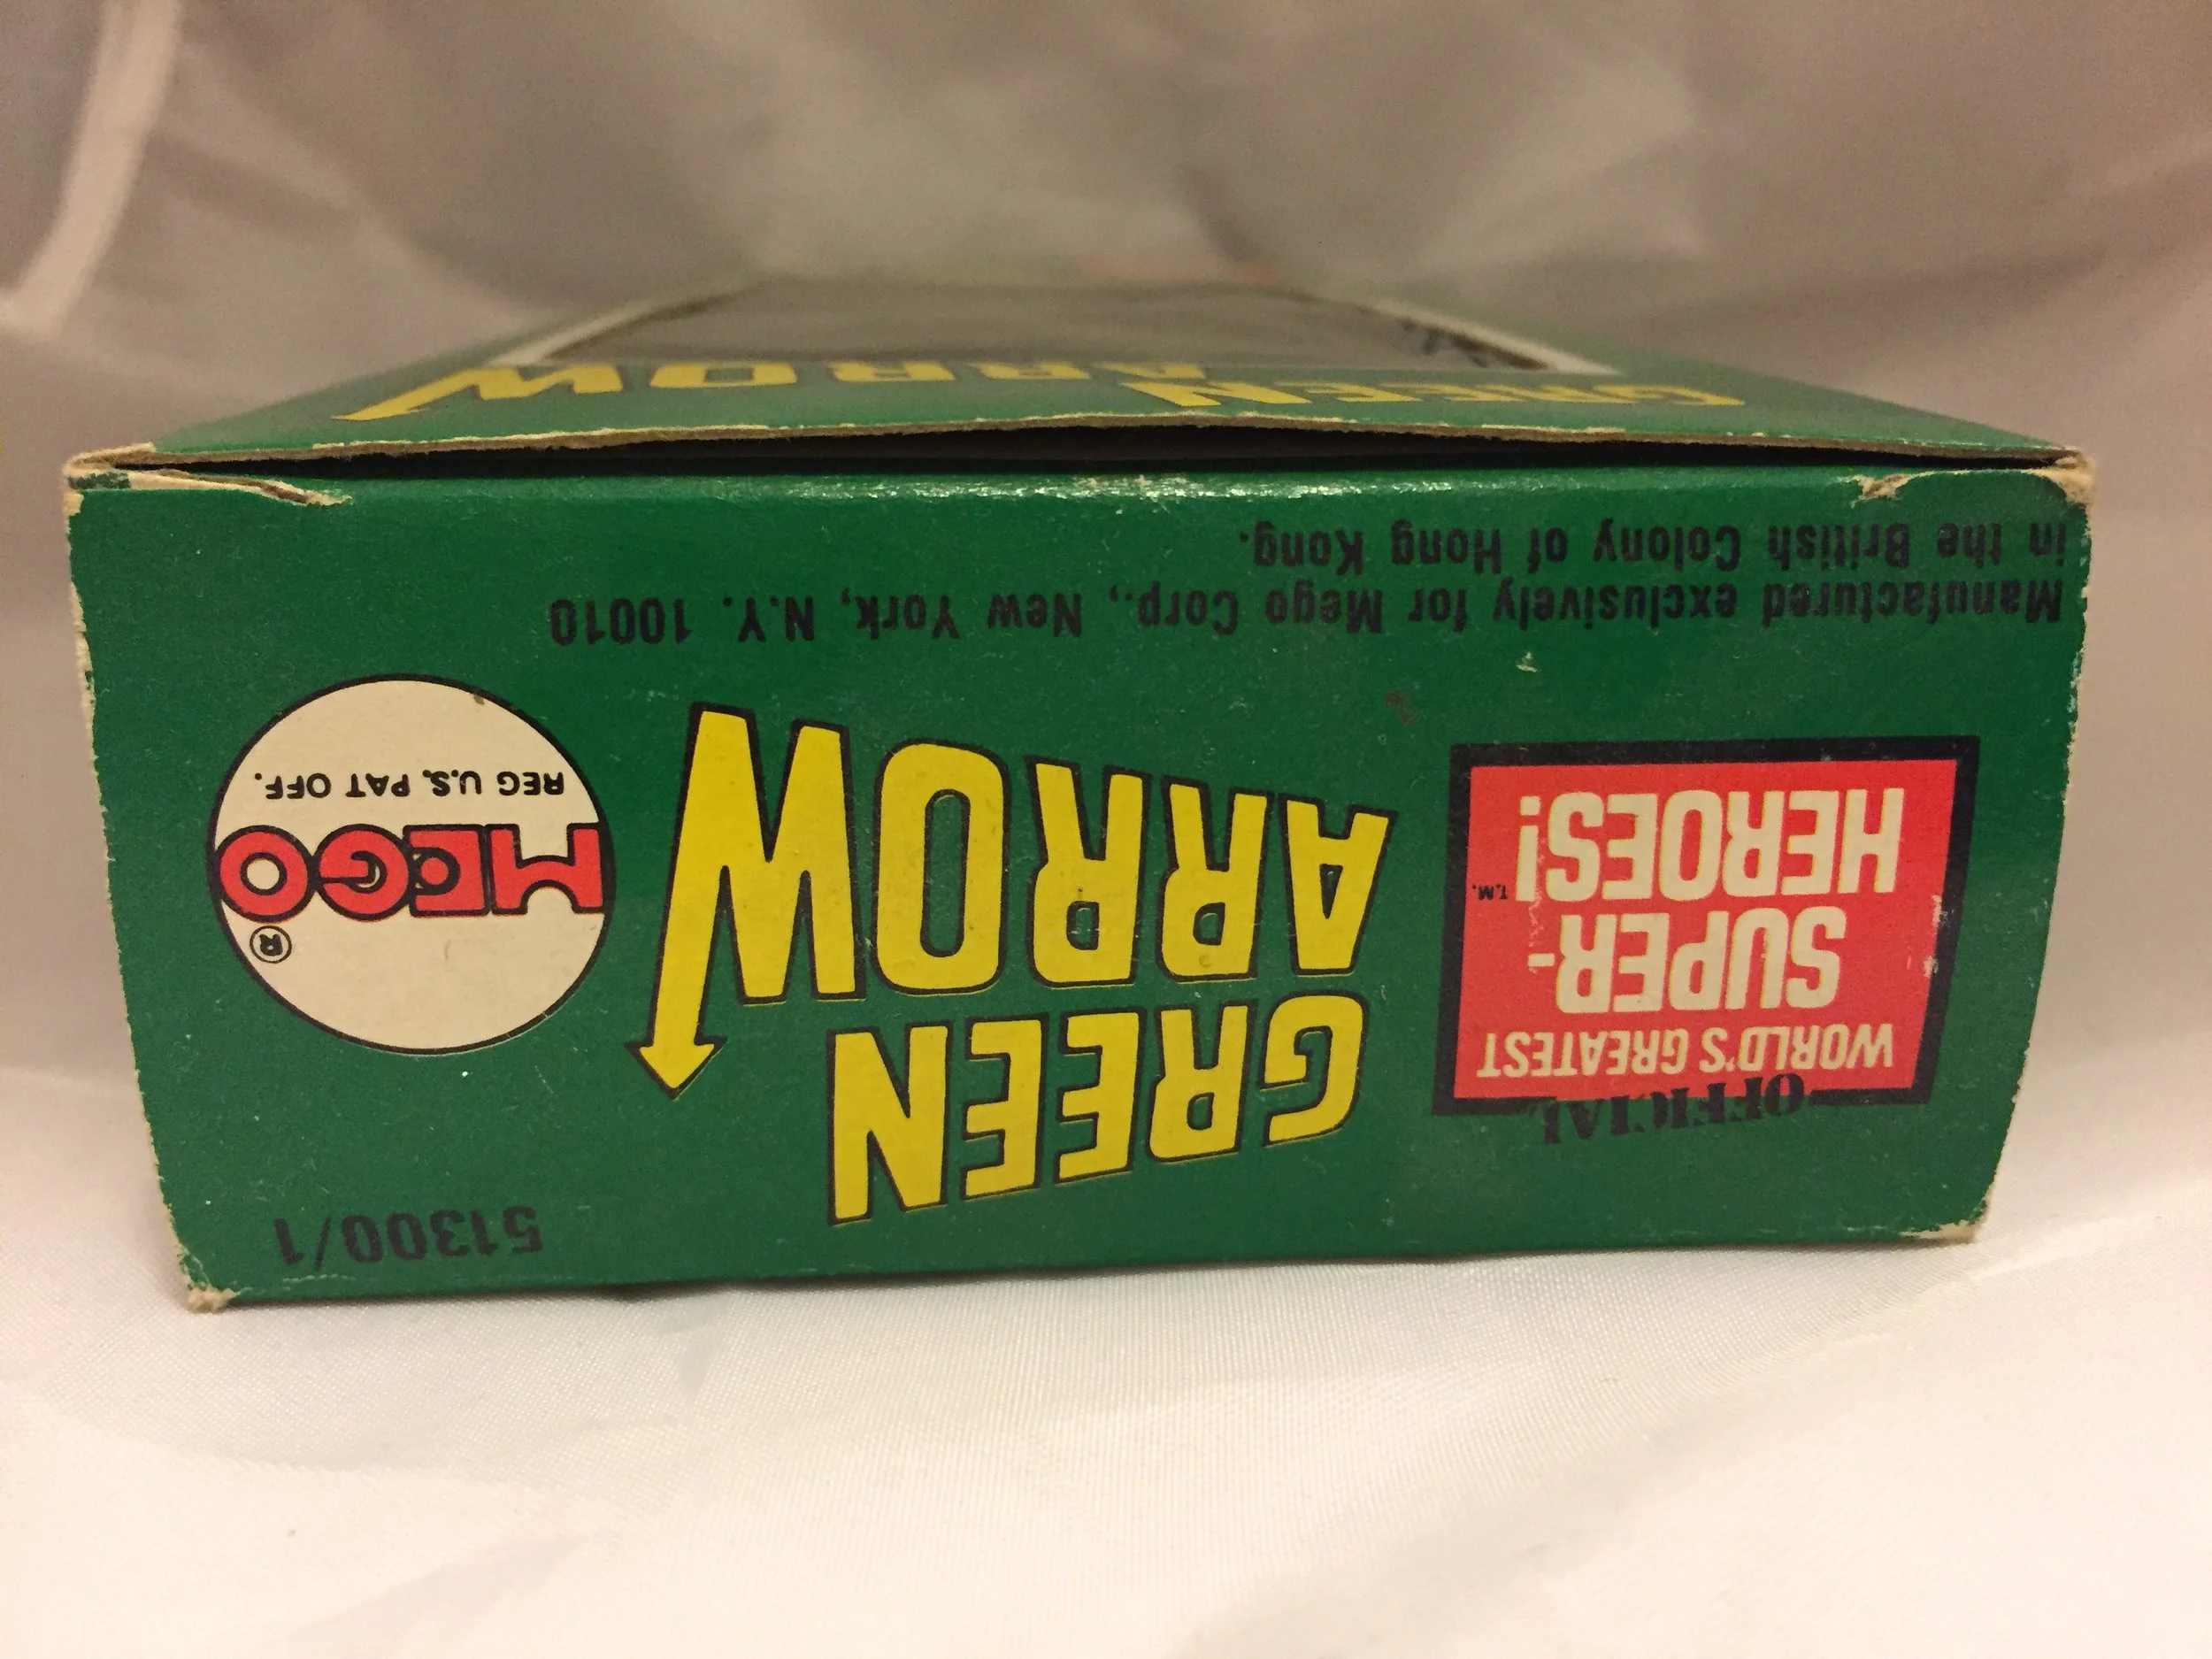 51300/1
OFFICIAL
WORLD'S GREATEST
SUPER-
HEROES!
T.M.
GREEN
ARROW
®
MEGO
REG U.S. PAT OFF.
Manufactured exclusively for Mego Corp., New York, N.Y. 10010
in the British Colony of Hong Kong.
GREEN
ARROW